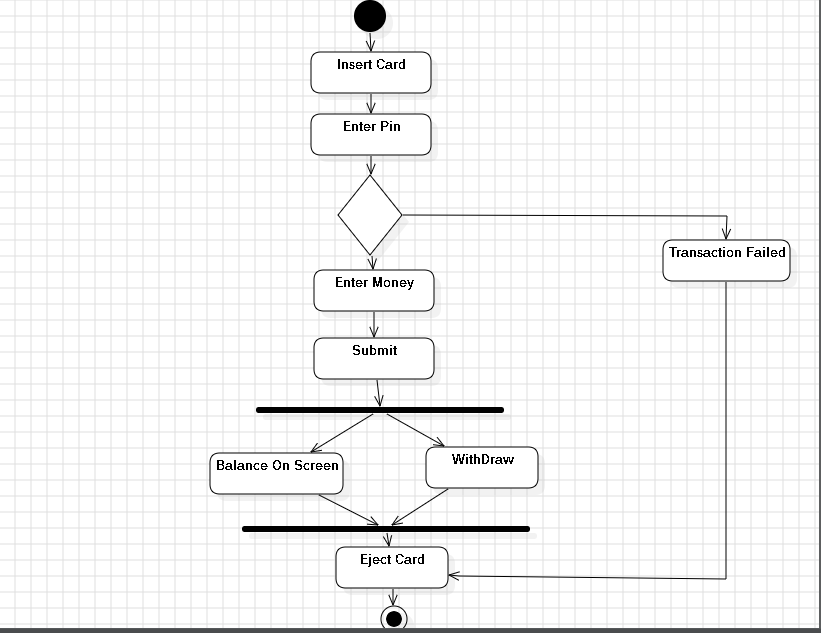 Insert Card
Enter Pin
Transaction Failed
Enter Money
Submit
Balance On Screen
WithDraw
Eject Card